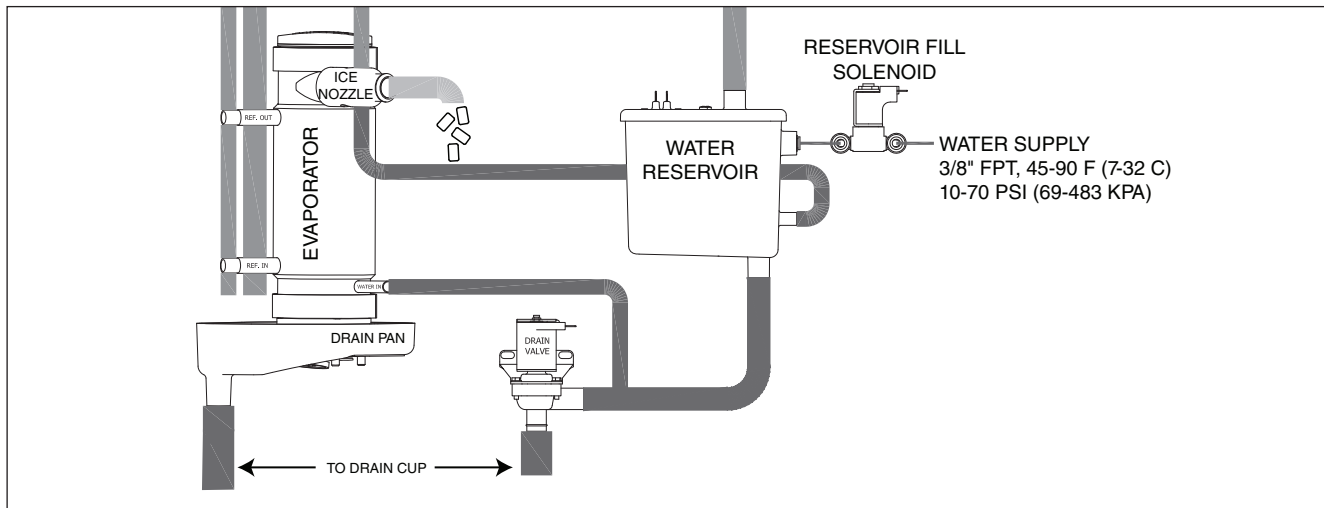 RESERVOIR FILL
SOLENOID
ICE
NOZZLE
REF. OUT
EVAPORATOR
WATER
RESERVOIR
WATER SUPPLY
3/8" FPT, 45-90 F (7-32 C)
10-70 PSI (69-483 KPA)
REF. IN
WATER IN
DRAIN PAN
DRAIN
VALVE
TO DRAIN CUP